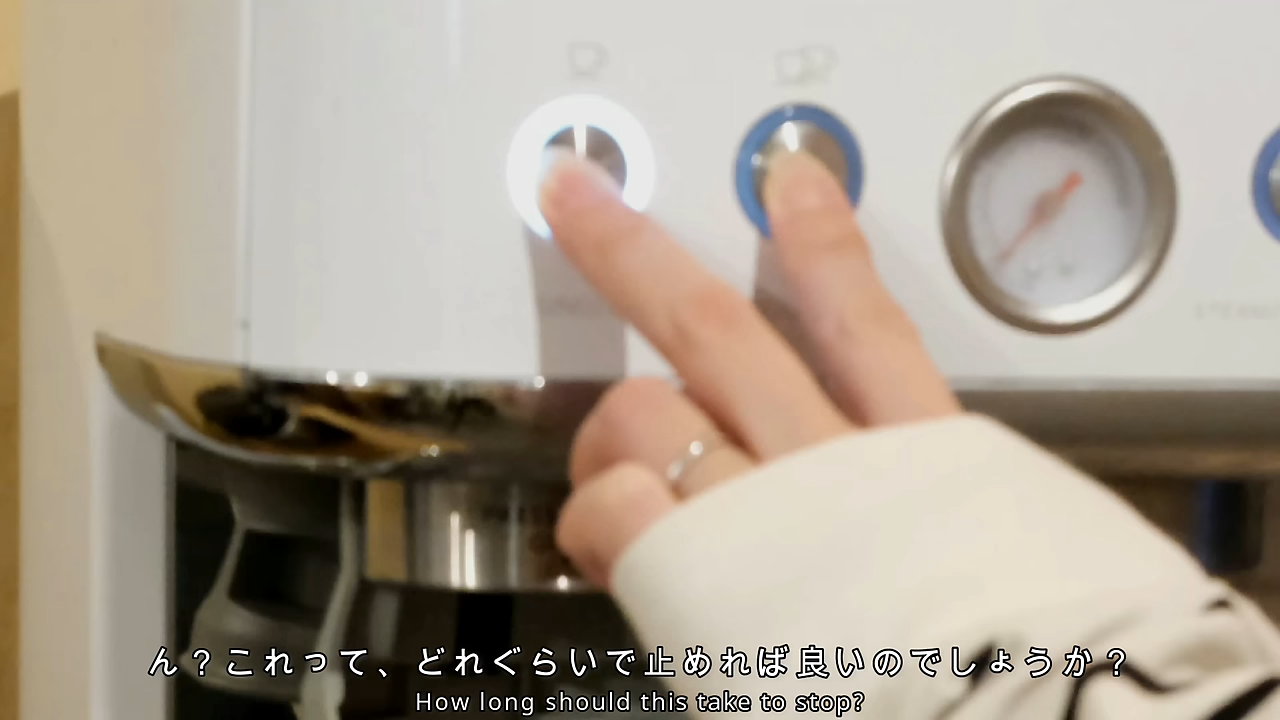 ん？これって、どれぐらいで止めれば良いのでしょうか？
How long should this take to stop?